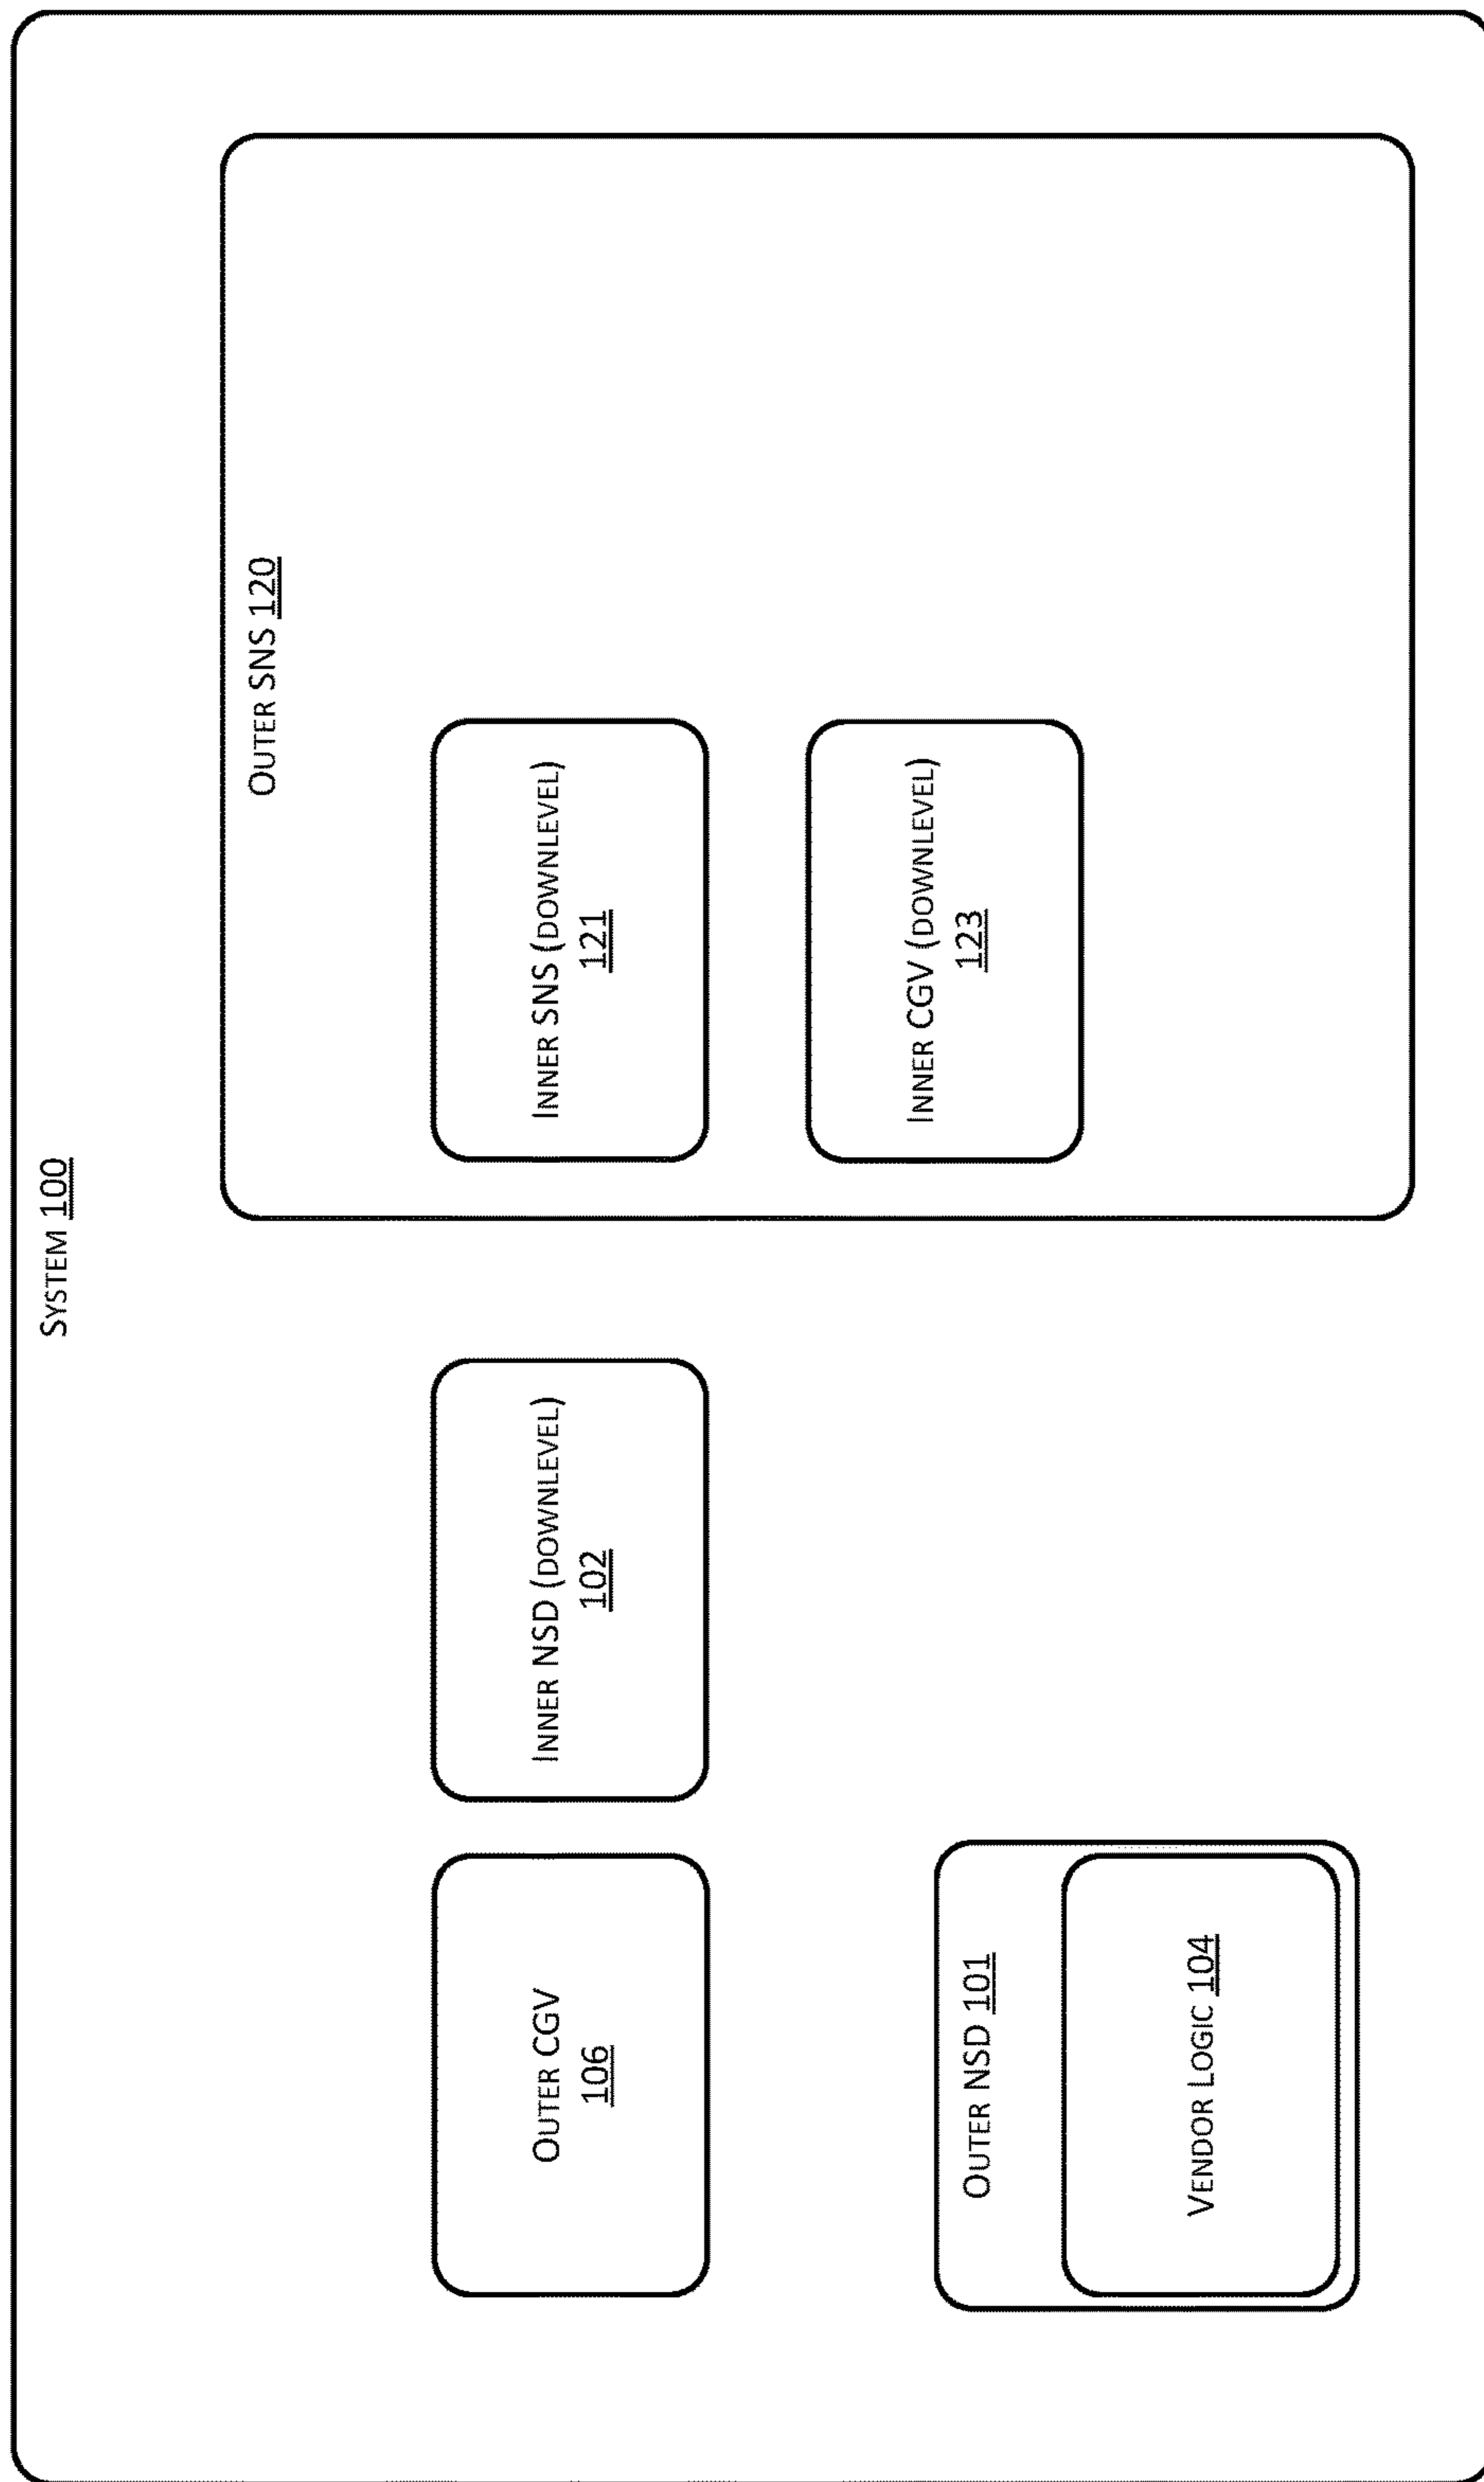 SYSTEM 100
OUTER CGV
106
INNER NSD (DOWNLEVEL)
102
OUTER SNS 120
INNER SNS (DOWNLEVEL)
121
OUTER NSD 101
VENDOR LOGIC 104
INNER CGV (DOWNLEVEL)
123